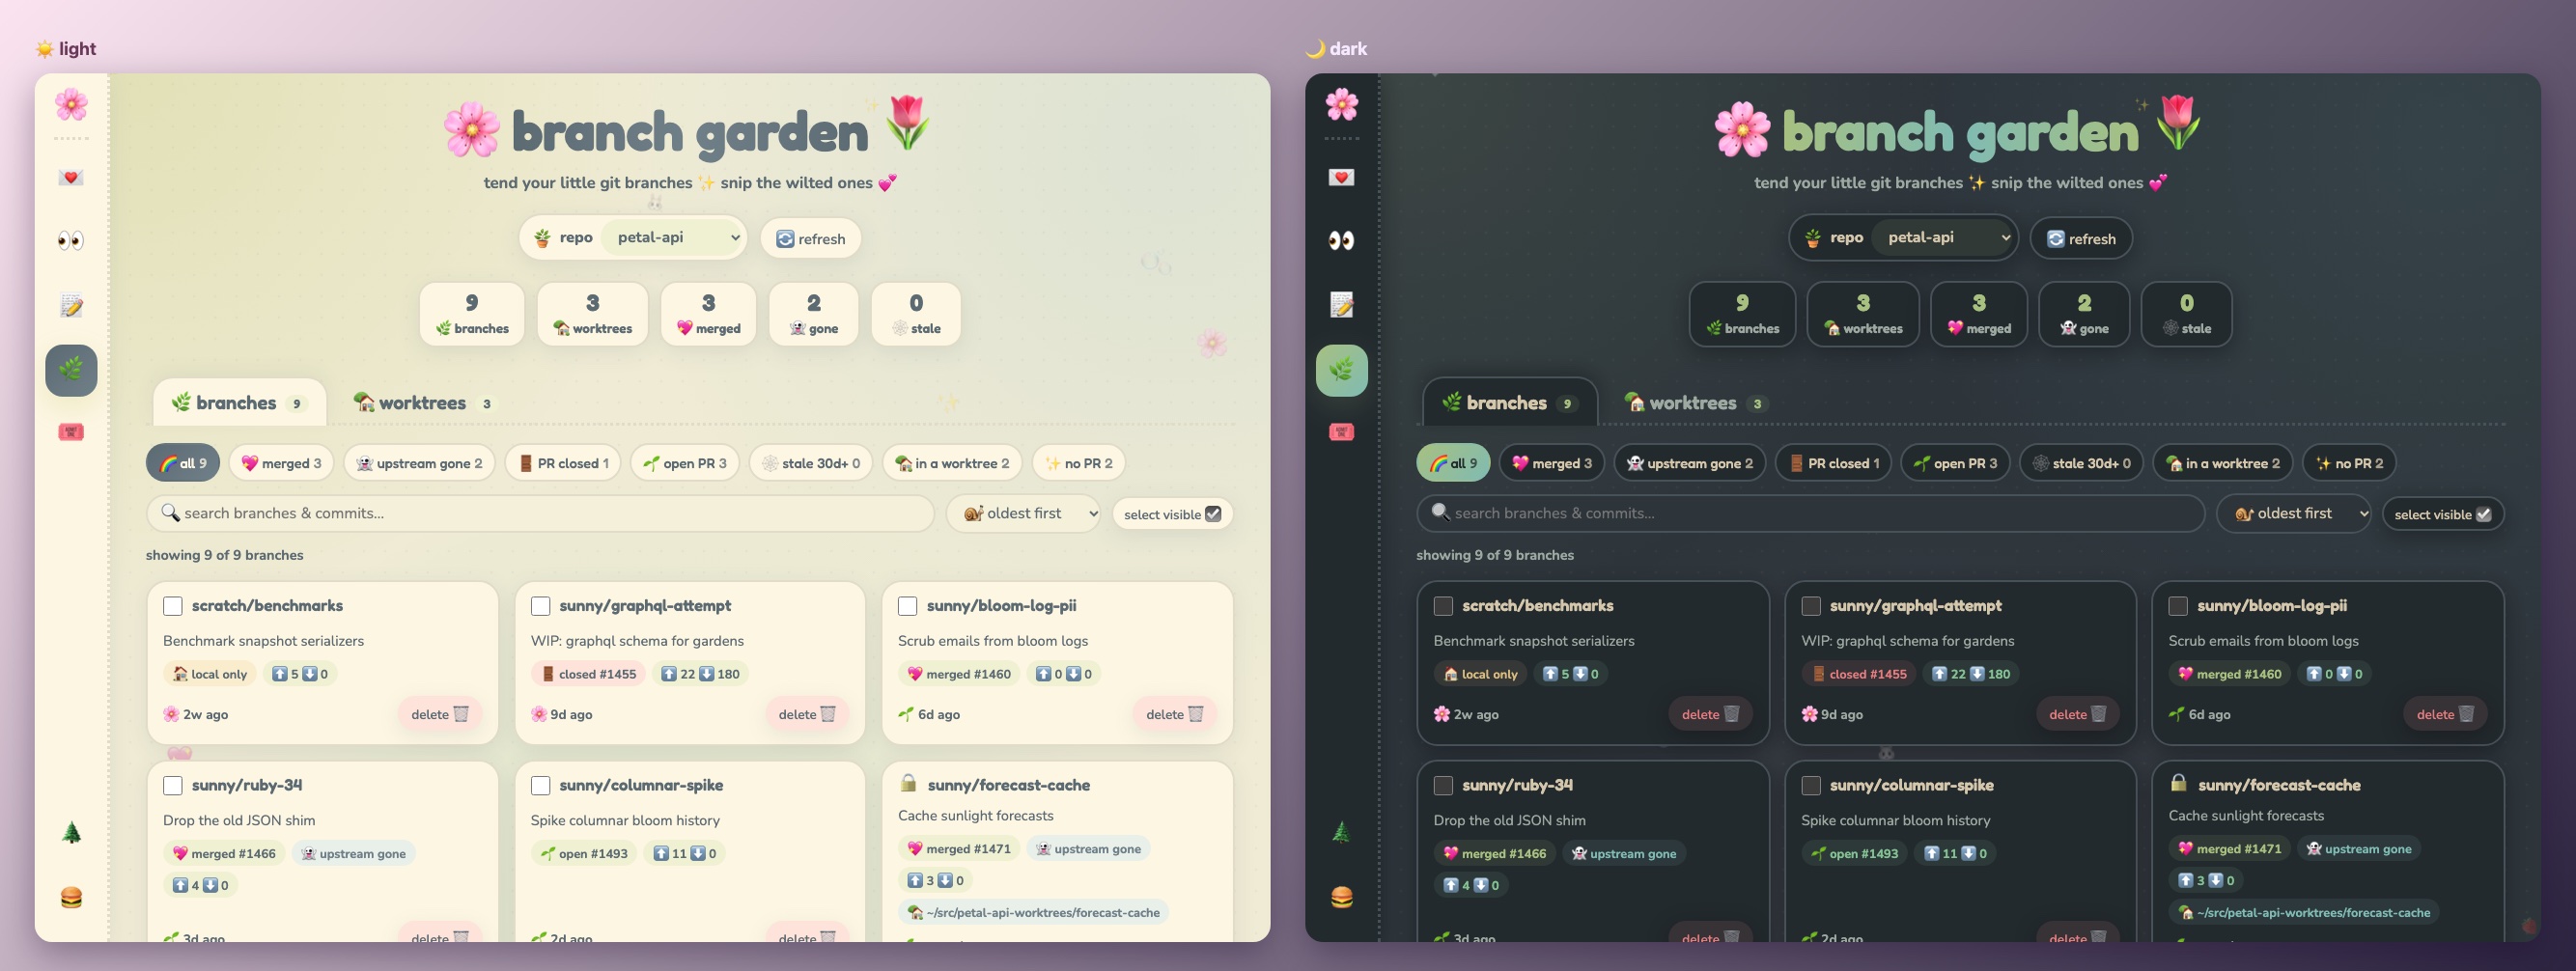 light
branch garden
tend your little git branches ✨ snip the wilted ones 💕
repo petal-api refresh
9 3 3 2 0
branches worktrees merged gone stale
branches 9 worktrees 3
all 9 merged 3 upstream gone 2 PR closed 1 open PR 3 stale 30d+ 0 in a worktree 2 no PR 2
search branches & commits... oldest first select visible
showing 9 of 9 branches
scratch/benchmarks
Benchmark snapshot serializers
local only 5 0
2w ago delete
sunny/graphql-attempt
WIP: graphql schema for gardens
closed #1455 22 180
9d ago delete
sunny/bloom-log-pii
Scrub emails from bloom logs
merged #1460 0 0
6d ago delete
sunny/ruby-34
Drop the old JSON shim
merged #1466 upstream gone
4 0
3d ago delete
sunny/columnar-spike
Spike columnar bloom history
open #1493 11 0
2d ago delete
sunny/forecast-cache
Cache sunlight forecasts
merged #1471 upstream gone
3 0
~/src/petal-api-worktrees/forecast-cache
dark
branch garden
tend your little git branches ✨ snip the wilted ones 💕
repo petal-api refresh
9 3 3 2 0
branches worktrees merged gone stale
branches 9 worktrees 3
all 9 merged 3 upstream gone 2 PR closed 1 open PR 3 stale 30d+ 0 in a worktree 2 no PR 2
search branches & commits... oldest first select visible
showing 9 of 9 branches
scratch/benchmarks
Benchmark snapshot serializers
local only 5 0
2w ago delete
sunny/graphql-attempt
WIP: graphql schema for gardens
closed #1455 22 180
9d ago delete
sunny/bloom-log-pii
Scrub emails from bloom logs
merged #1460 0 0
6d ago delete
sunny/ruby-34
Drop the old JSON shim
merged #1466 upstream gone
4 0
3d ago delete
sunny/columnar-spike
Spike columnar bloom history
open #1493 11 0
2d ago delete
sunny/forecast-cache
Cache sunlight forecasts
merged #1471 upstream gone
3 0
~/src/petal-api-worktrees/forecast-cache